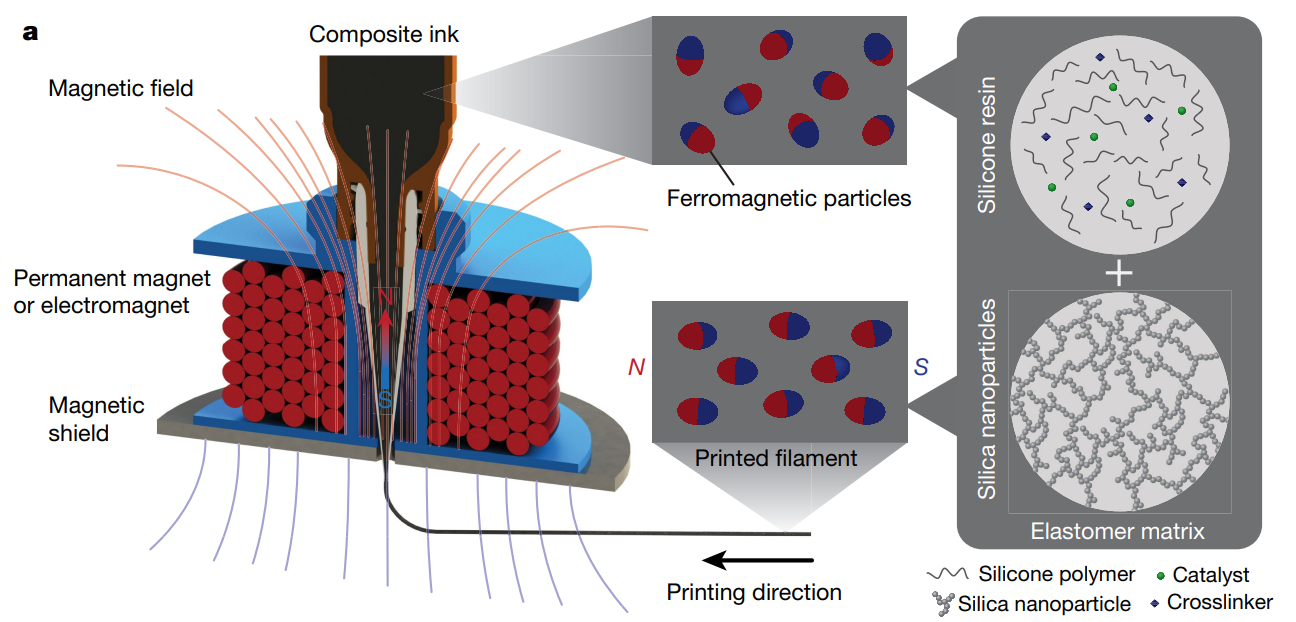 a
Composite ink
Magnetic field
Ferromagnetic particles
Permanent magnet
or electromagnet
N
S
Magnetic
shield
N
S
Printed filament
Printing direction
Silicone resin
+
Silica nanoparticles
Elastomer matrix
Silicone polymer
Catalyst
Silica nanoparticle
Crosslinker